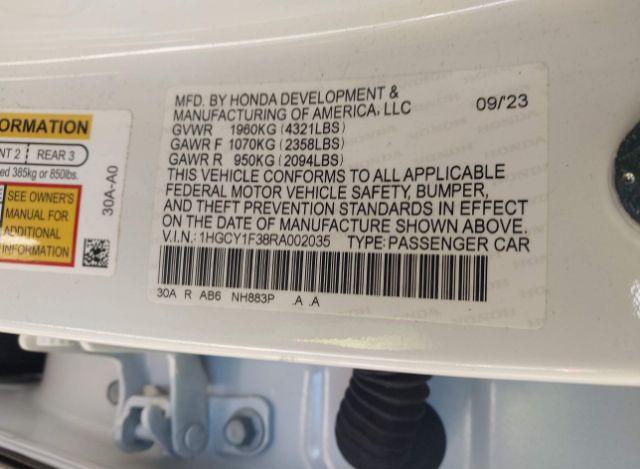 ORMATION
NT 2 REAR 3
ed 385kg or 850lbs.
SEE OWNER'S
MANUAL FOR
ADDITIONAL
INFORMATION
30A-A0
MFD. BY HONDA DEVELOPMENT &
MANUFACTURING OF AMERICA, LLC 09/'23
GVWR 1960KG (4321LBS)
GAWR F 1070KG (2358LBS)
GAWR R 950KG (2094LBS)
THIS VEHICLE CONFORMS TO ALL APPLICABLE
FEDERAL MOTOR VEHICLE SAFETY, BUMPER,
AND THEFT PREVENTION STANDARDS IN EFFECT
ON THE DATE OF MANUFACTURE SHOWN ABOVE.
V.I.N.: 1HGCY1F38RA002035 TYPE: PASSENGER CAR
30A R AB6 NH883P .A .A